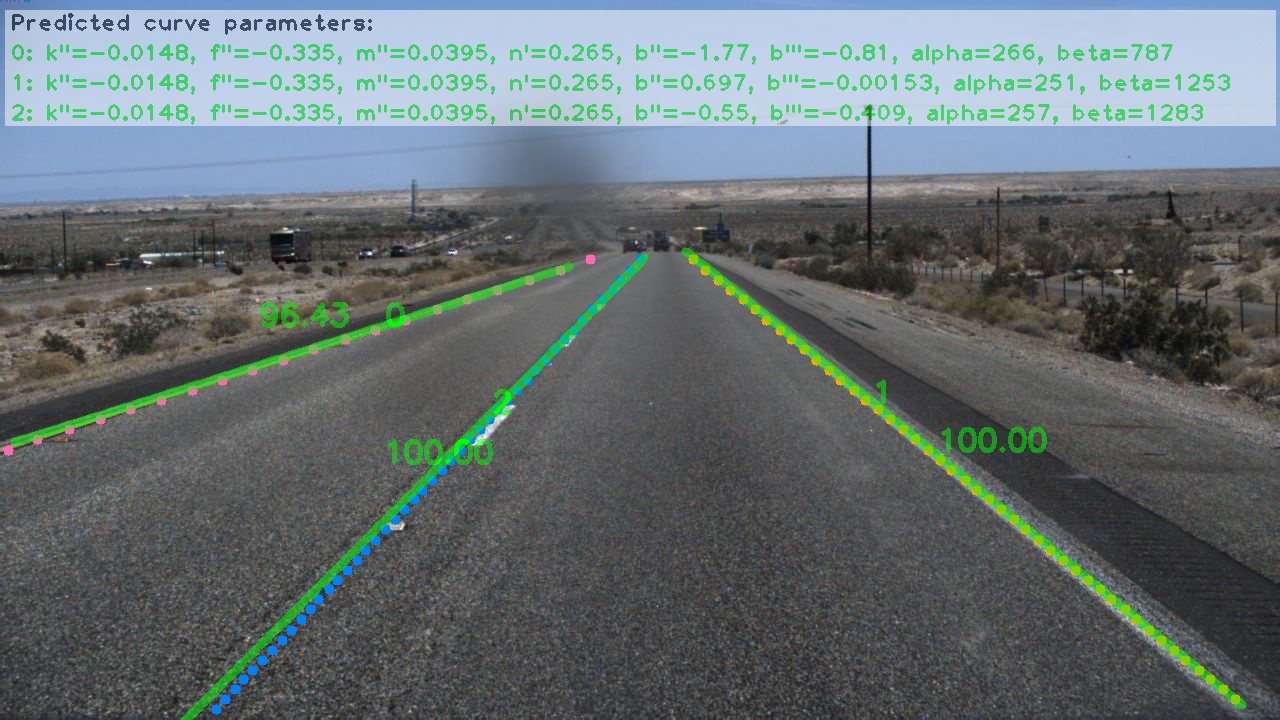 Predicted curve parameters:
0: k''=-0.0148, f''=-0.335, m''=0.0395, n'=0.265, b''=-1.77, b'''=-0.81, alpha=266, beta=787
1: k''=-0.0148, f''=-0.335, m''=0.0395, n'=0.265, b''=0.697, b'''=-0.00153, alpha=251, beta=1253
2: k''=-0.0148, f''=-0.335, m''=0.0395, n'=0.265, b''=-0.55, b'''=-0.409, alpha=257, beta=1283
96.43 0
2 1
100.00 100.00